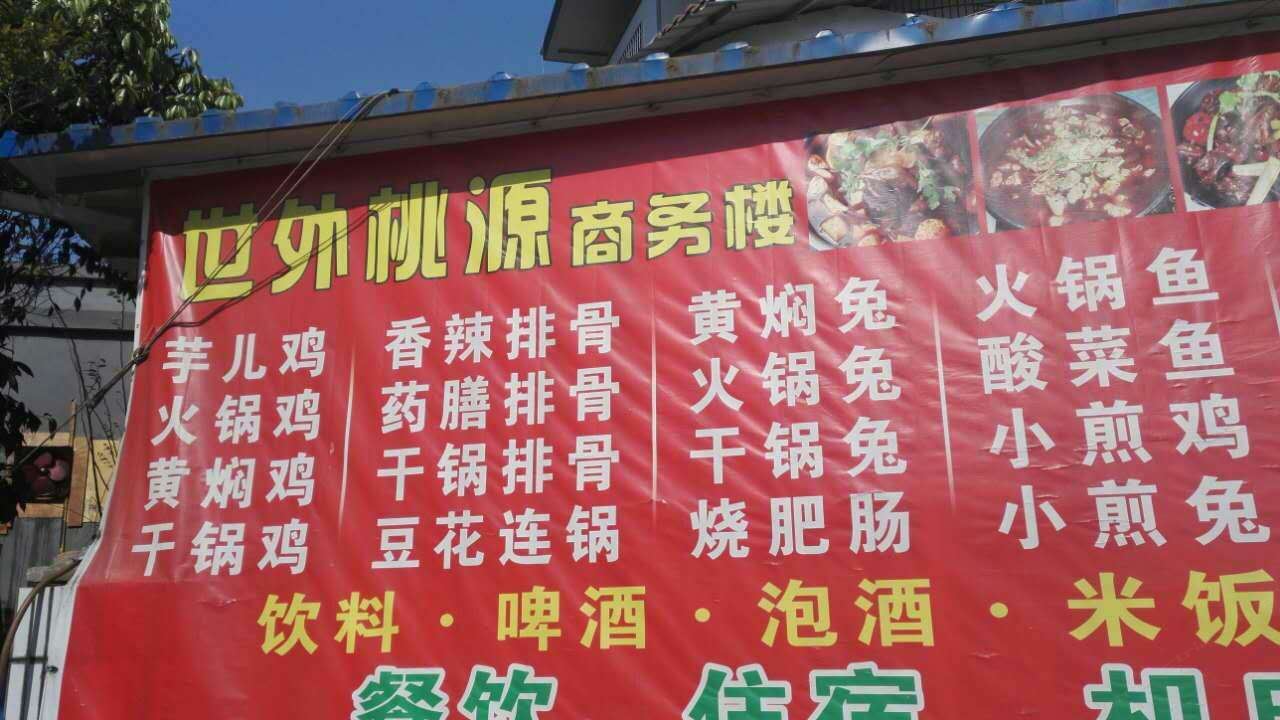 世外桃源商务楼
芋儿鸡 香辣排骨 黄焖兔 火锅鱼
火锅鸡 药膳排骨 火锅兔 酸菜鱼
黄焖鸡 干锅排骨 干锅兔 小煎鸡
干锅鸡 豆花连锅 烧肥肠 小煎兔
饮料·啤酒·泡酒·米饭
餐饮 住宿 机